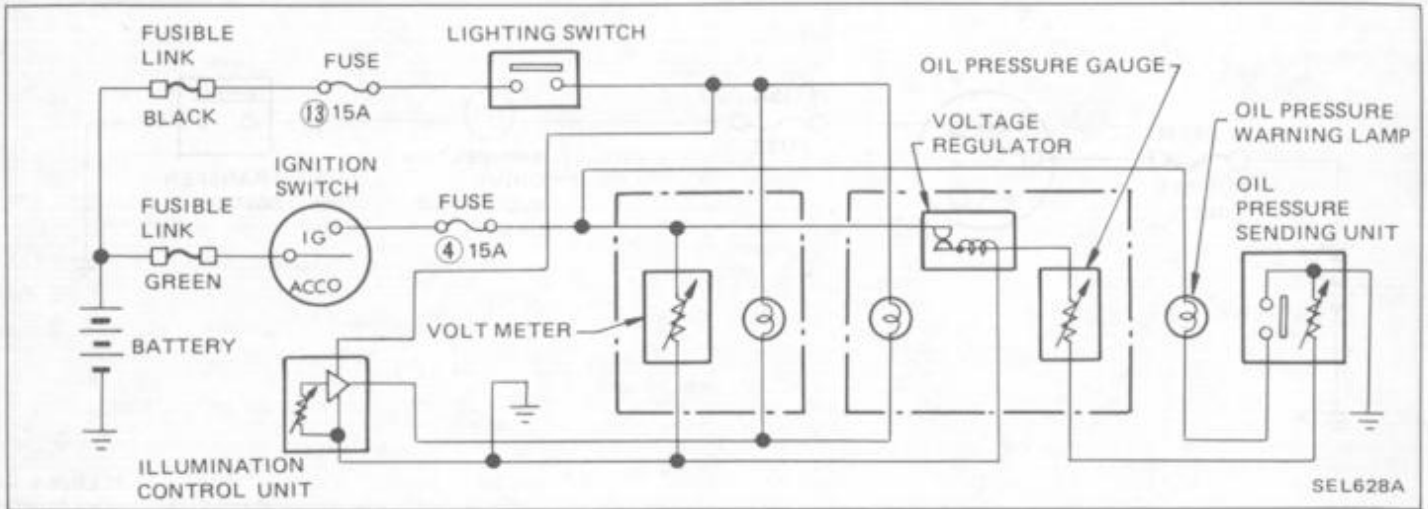 FUSIBLE
LINK
BLACK
FUSE
⑬ 15A
LIGHTING SWITCH
OIL PRESSURE GAUGE
VOLTAGE
REGULATOR
OIL PRESSURE
WARNING LAMP
IGNITION
SWITCH
IG
ACC
FUSIBLE
LINK
GREEN
FUSE
④ 15A
OIL
PRESSURE
SENDING UNIT
VOLT METER
BATTERY
ILLUMINATION
CONTROL UNIT
SEL628A